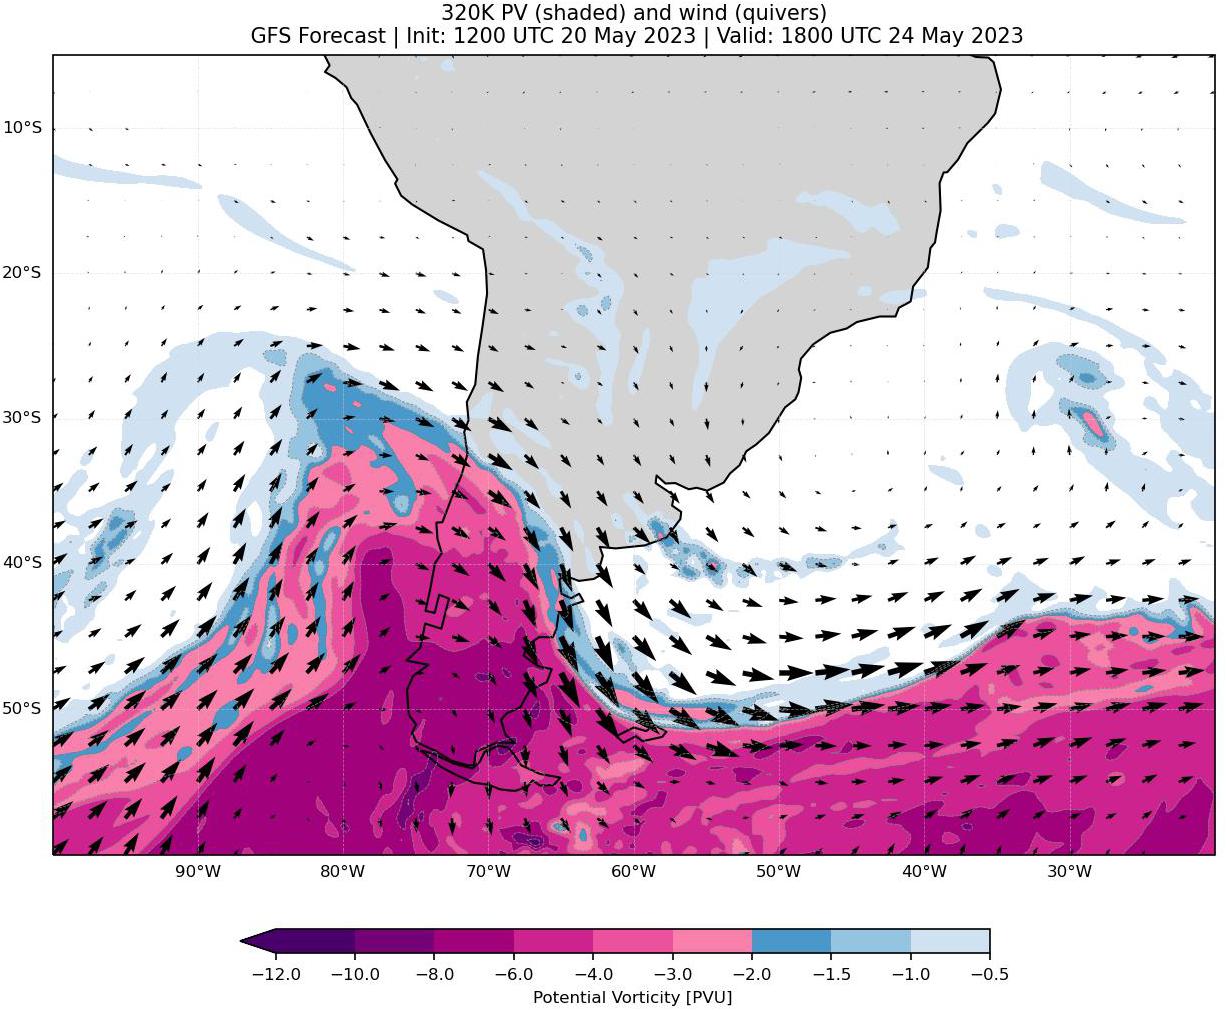 320K PV (shaded) and wind (quivers)
GFS Forecast | Init: 1200 UTC 20 May 2023 | Valid: 1800 UTC 24 May 2023
10°S
20°S
30°S
40°S
50°S
90°W 80°W 70°W 60°W 50°W 40°W 30°W
−12.0 −10.0 −8.0 −6.0 −4.0 −3.0 −2.0 −1.5 −1.0 −0.5
Potential Vorticity [PVU]